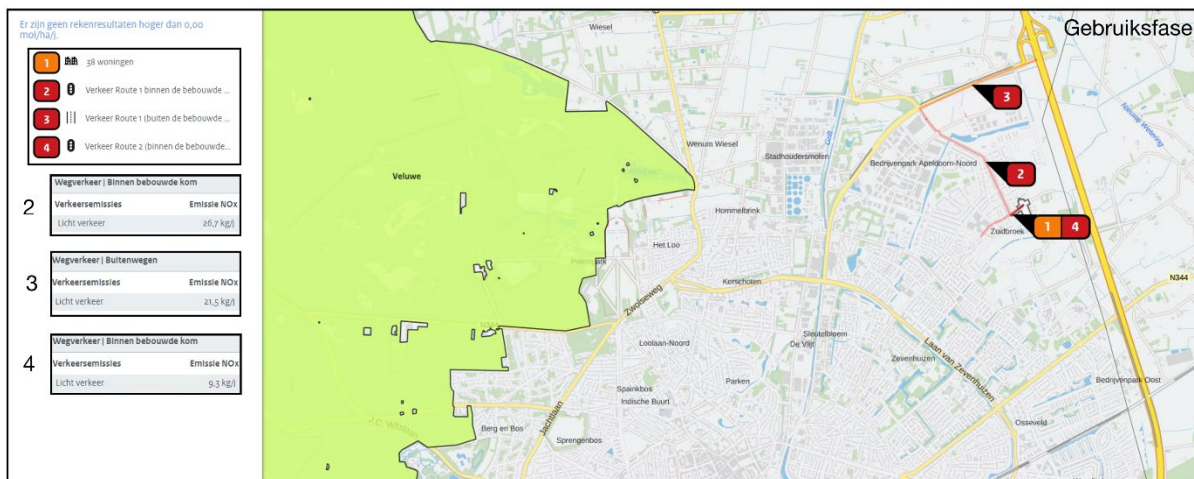 Er zijn geen rekenresultaten hoger dan 0,00
mol/ha/j.
1 38 woningen
2 Verkeer Route 1 binnen de bebouwde ...
3 Verkeer Route 1 (buiten de bebouwde ...
4 Verkeer Route 2 (binnen de bebouwde...
2
Wegverkeer | Binnen bebouwde kom
Verkeersemissies Emissie NOx
Licht verkeer 26,7 kg/j
3
Wegverkeer | Buitenwegen
Verkeersemissies Emissie NOx
Licht verkeer 21,5 kg/j
4
Wegverkeer | Binnen bebouwde kom
Verkeersemissies Emissie NOx
Licht verkeer 9,3 kg/j
Gebruiksfase
Wiesel
3
Nieuwe Wetering
Grift
Wenum Wiesel
Stadhoudersmolen
Bedrijvenpark Apeldoorn-Noord
2
Veluwe
Hommelbrink
1 4
Zuidbroek
Het Loo
Kerschoten
N344
Zwolseweg
Sleutelbloem
De Vlijt
Loolaan-Noord
Laan van Zevenhuizen
Zevenhuizen
Parken
Bedrijvenpark Oost
Spainkbos
Indische Buurt
Jachtlaan
Osseveld
Berg en Bos
Sprengenbos